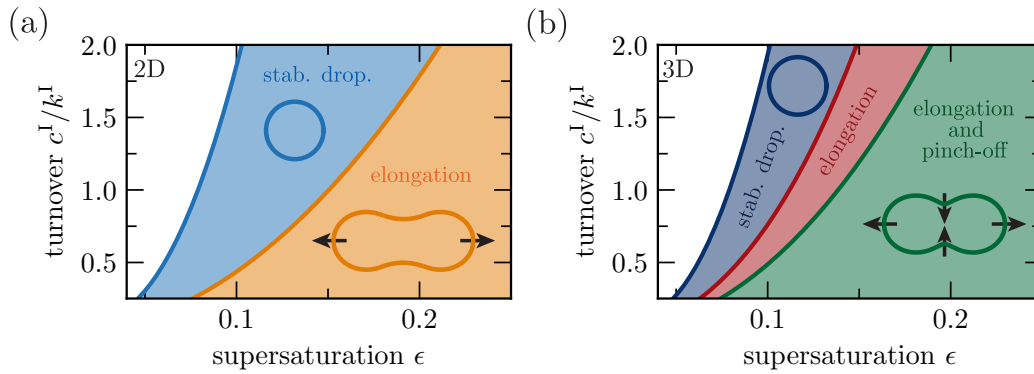 (a)
2D
stab. drop.
elongation
2.0
1.5
1.0
0.5
0.1
0.2
turnover c^I/k^I
supersaturation ϵ
(b)
3D
stab. drop.
elongation
elongation
and
pinch-off
2.0
1.5
1.0
0.5
0.1
0.2
turnover c^I/k^I
supersaturation ϵ